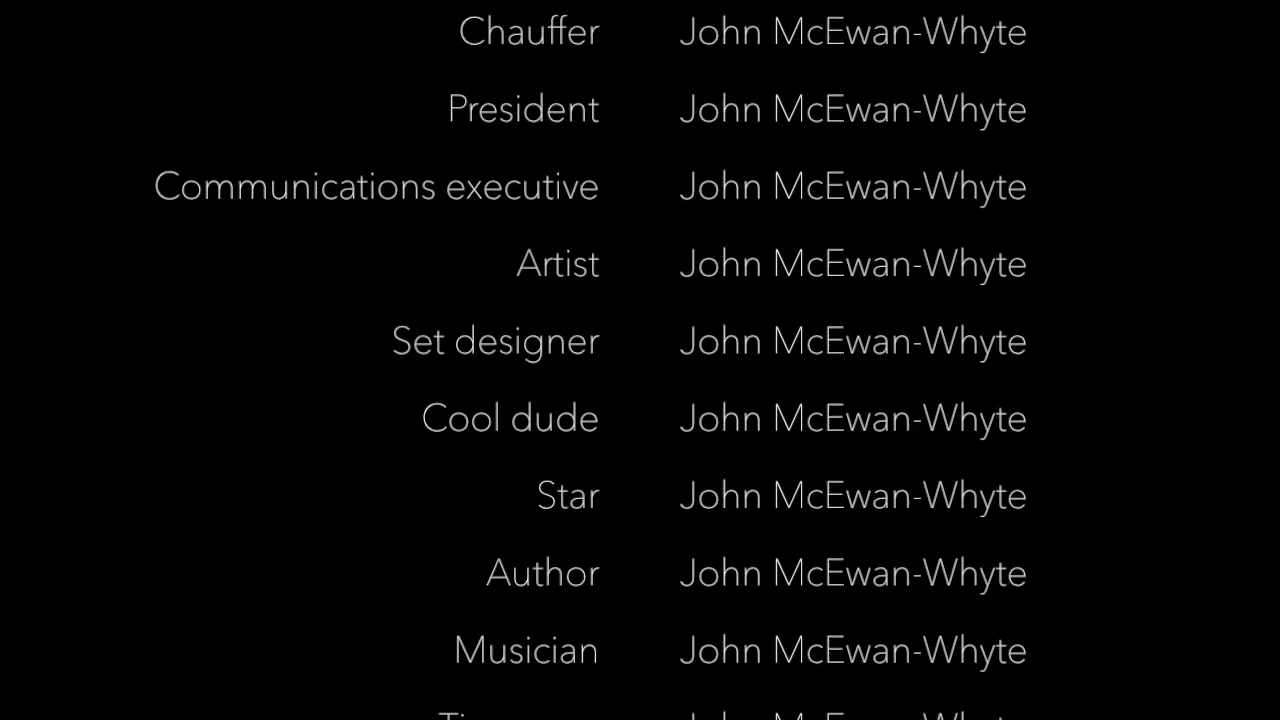 Chauffer John McEwan-Whyte
President John McEwan-Whyte
Communications executive John McEwan-Whyte
Artist John McEwan-Whyte
Set designer John McEwan-Whyte
Cool dude John McEwan-Whyte
Star John McEwan-Whyte
Author John McEwan-Whyte
Musician John McEwan-Whyte